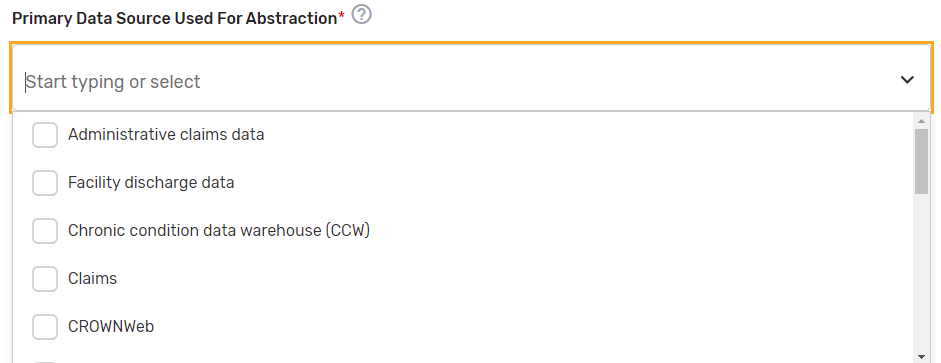 Primary Data Source Used For Abstraction* ?
Start typing or select
Administrative claims data
Facility discharge data
Chronic condition data warehouse (CCW)
Claims
CROWNWeb